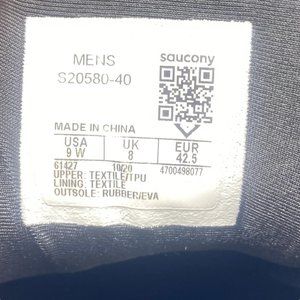 MENS saucony
S20580-40
MADE IN CHINA
USA UK EUR
9 W 8 42.5
61427 10/20 4700498077
UPPER: TEXTILE/TPU
LINING: TEXTILE
OUTSOLE: RUBBER/EVA